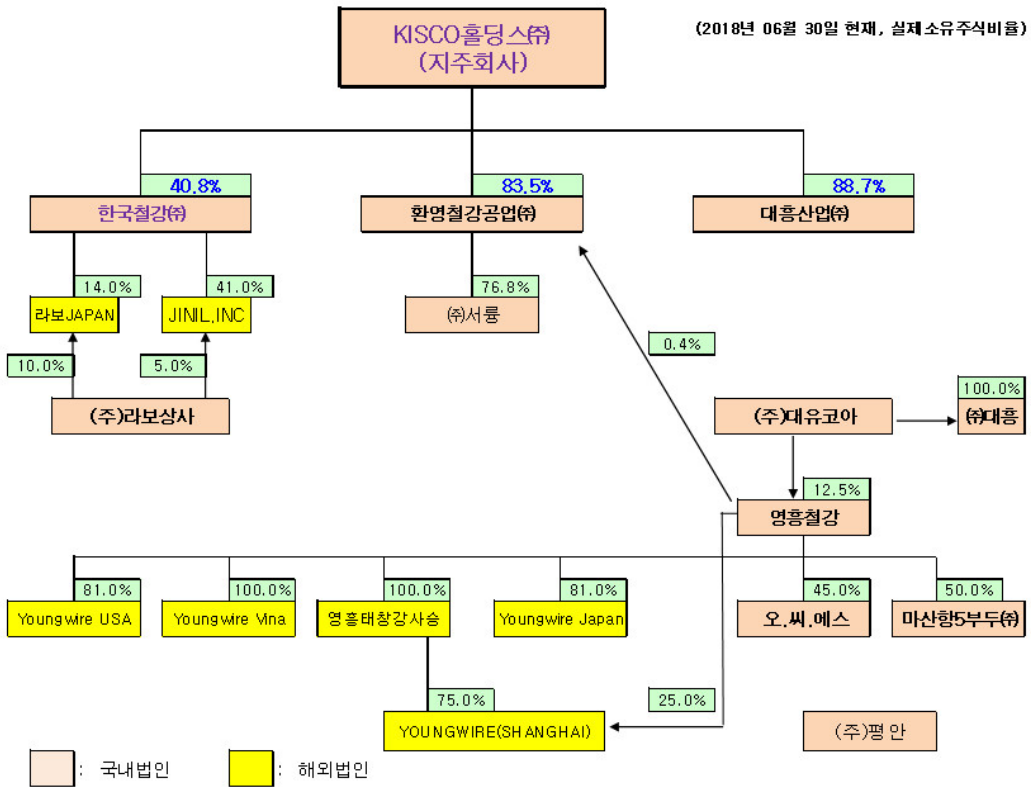 KISCO홀딩스㈜
(지주회사)
(2018년 06월 30일 현재, 실제소유주식비율)
40.8%
83.5%
88.7%
한국철강㈜
환영철강공업㈜
대흥산업㈜
14.0%
41.0%
76.8%
라보JAPAN
JINIL,INC
㈜서륭
0.4%
10.0%
5.0%
100.0%
(주)라보상사
(주)대유코아
㈜대흥
12.5%
영흥철강
81.0%
100.0%
100.0%
81.0%
45.0%
50.0%
Youngwire USA
Youngwire Vina
영흥태창강사승
Youngwire Japan
오.씨.에스
마산항5부두㈜
75.0%
25.0%
YOUNGWIRE(SHANGHAI)
(주)평안
: 국내법인
: 해외법인